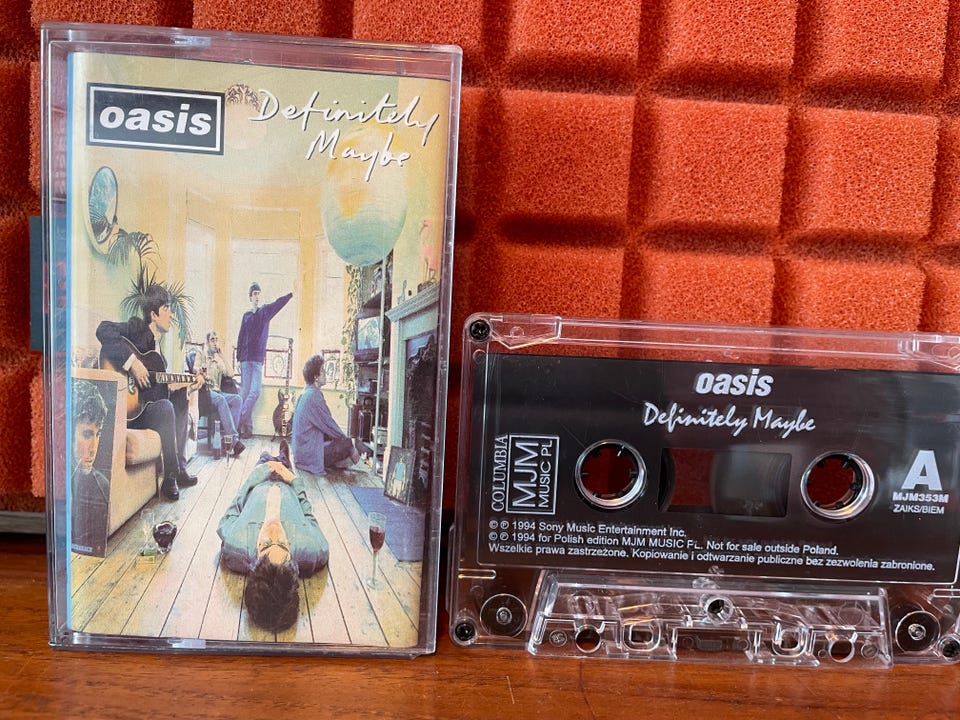 oasis
Definitely
Maybe
oasis
Definitely Maybe
COLUMBIA
MJM
MUSIC PL
A
MJM353M
ZAIKS/BIEM
© ℗ 1994 Sony Music Entertainment Inc.
© ℗ 1994 for Polish edition MJM MUSIC PL. Not for sale outside Poland.
Wszelkie prawa zastrzeżone. Kopiowanie i odtwarzanie publiczne bez zezwolenia zabronione.